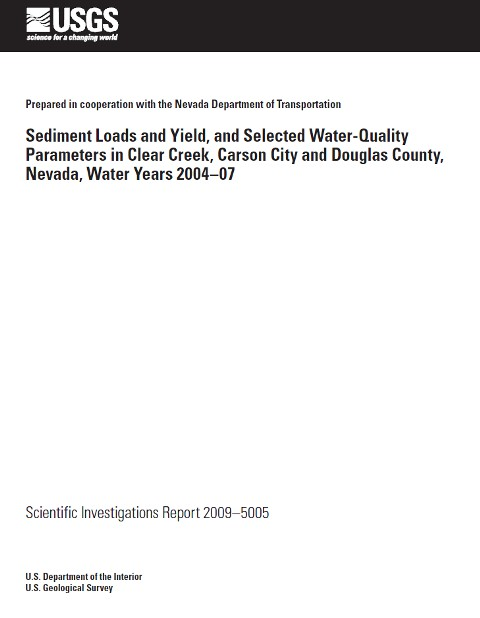 USGS
science for a changing world
Prepared in cooperation with the Nevada Department of Transportation
Sediment Loads and Yield, and Selected Water-Quality
Parameters in Clear Creek, Carson City and Douglas County,
Nevada, Water Years 2004–07
Scientific Investigations Report 2009–5005
U.S. Department of the Interior
U.S. Geological Survey